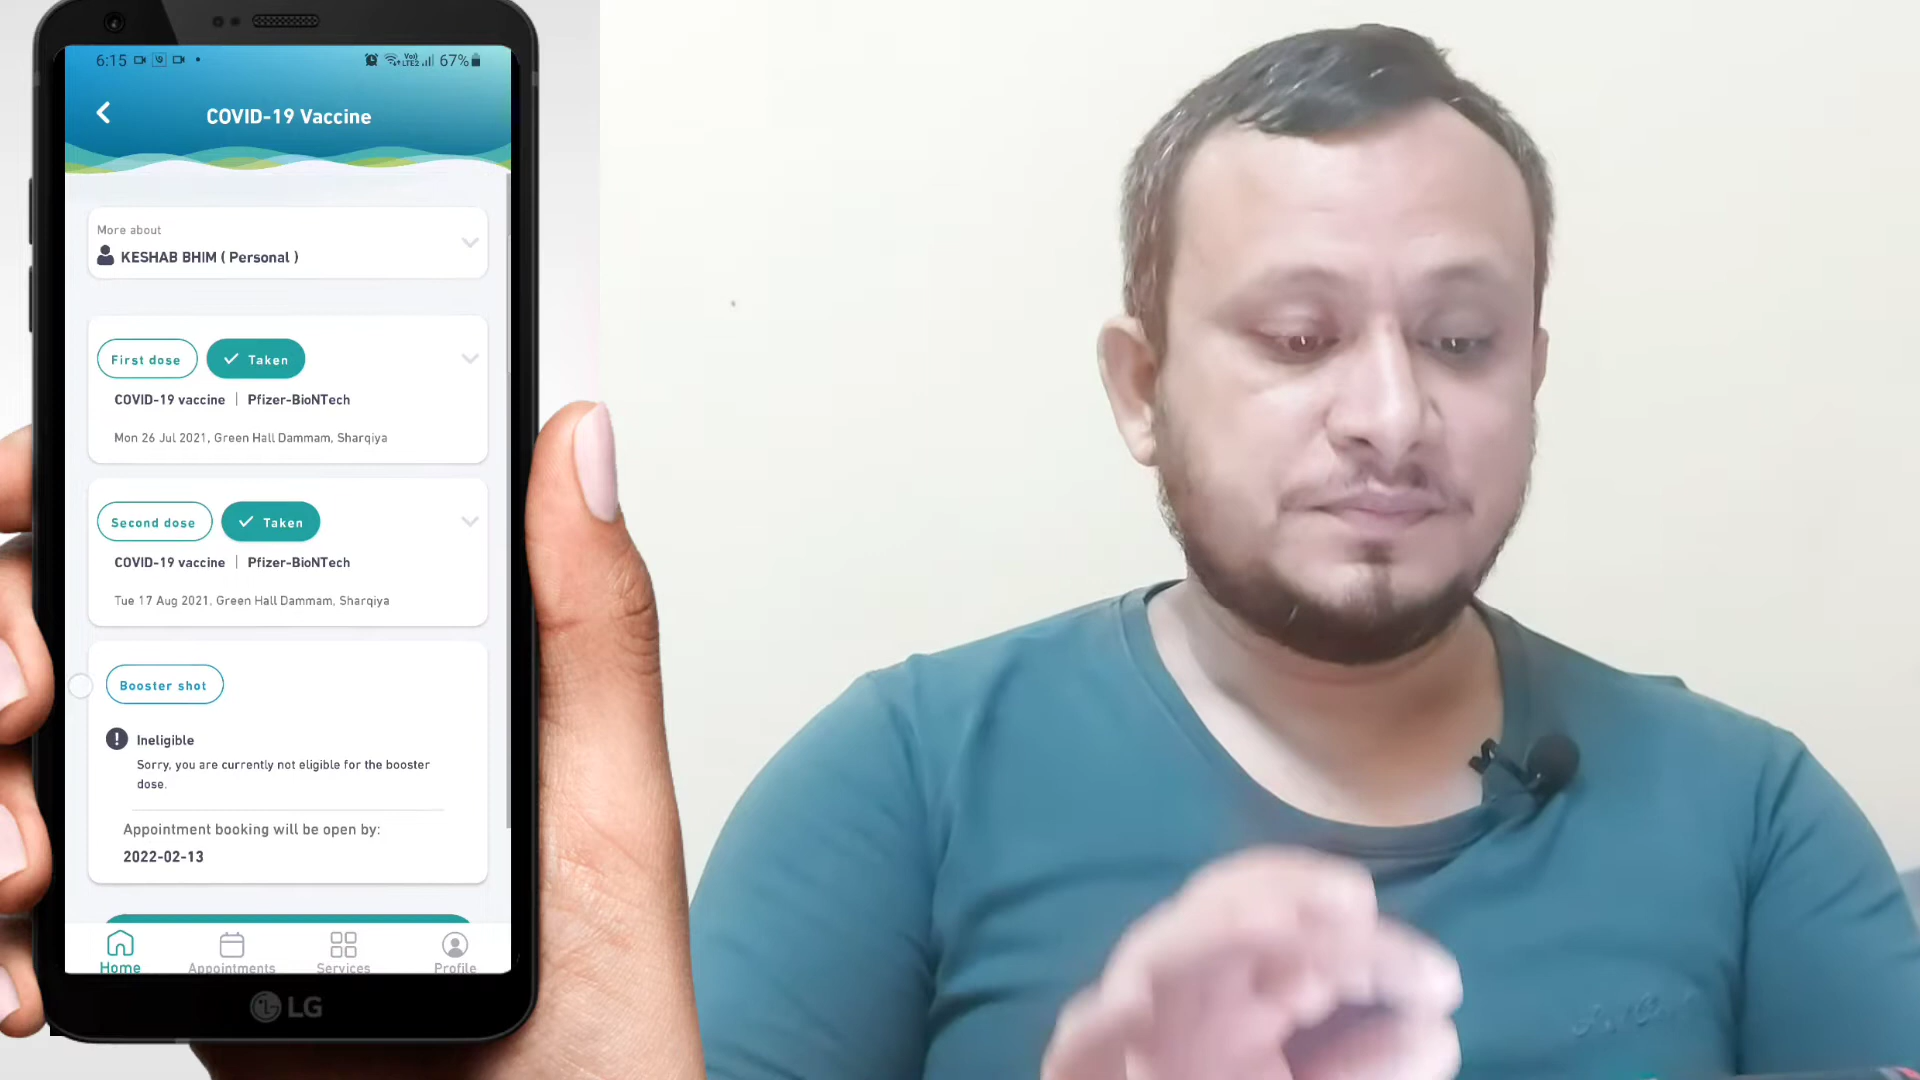 6:15
Vo)
LTE2
67%
COVID-19 Vaccine
More about
KESHAB BHIM ( Personal )
First dose
Taken
COVID-19 vaccine | Pfizer-BioNTech
Mon 26 Jul 2021, Green Hall Dammam, Sharqiya
Second dose
Taken
COVID-19 vaccine | Pfizer-BioNTech
Tue 17 Aug 2021, Green Hall Dammam, Sharqiya
Booster shot
Ineligible
Sorry, you are currently not eligible for the booster
dose.
Appointment booking will be open by:
2022-02-13
Home
Appointments
Services
Profile
LG